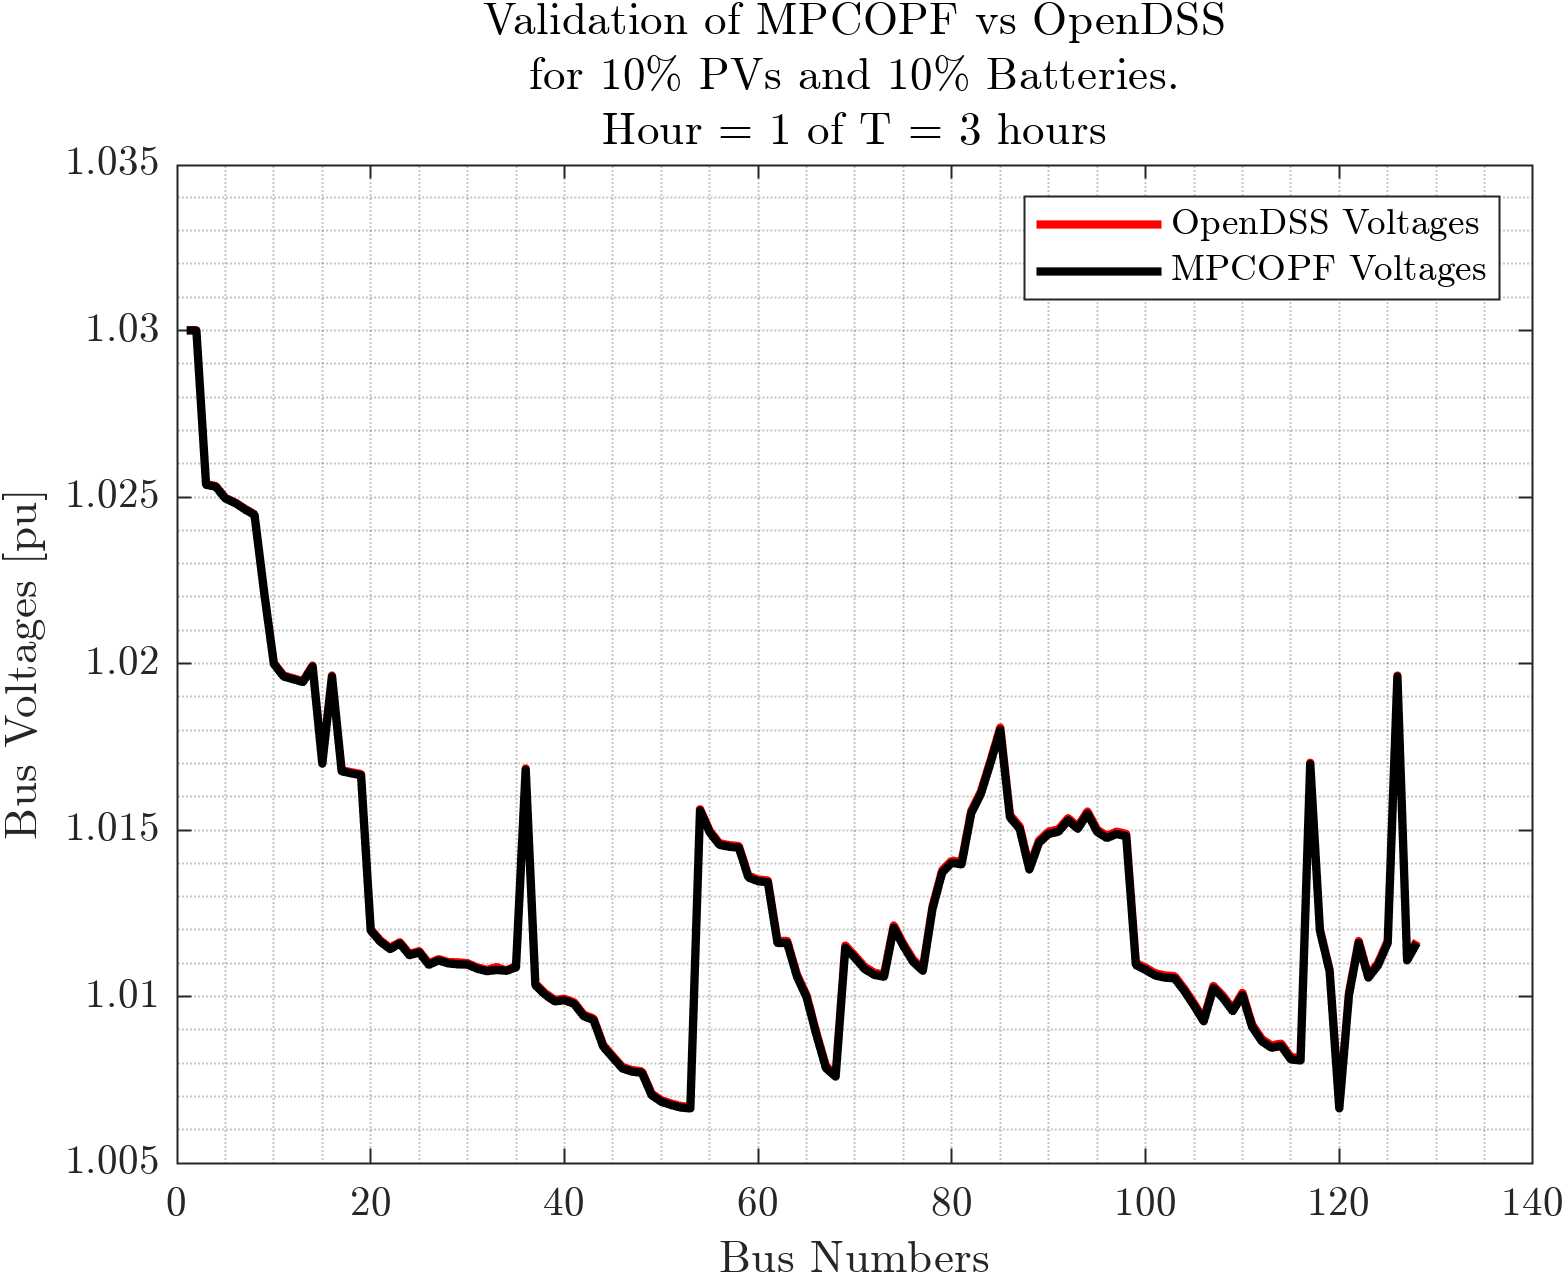 Validation of MPCOPF vs OpenDSS
for 10% PVs and 10% Batteries.
Hour = 1 of T = 3 hours
OpenDSS Voltages
MPCOPF Voltages
Bus Voltages [pu]
1.035
1.03
1.025
1.02
1.015
1.01
1.005
0 20 40 60 80 100 120 140
Bus Numbers